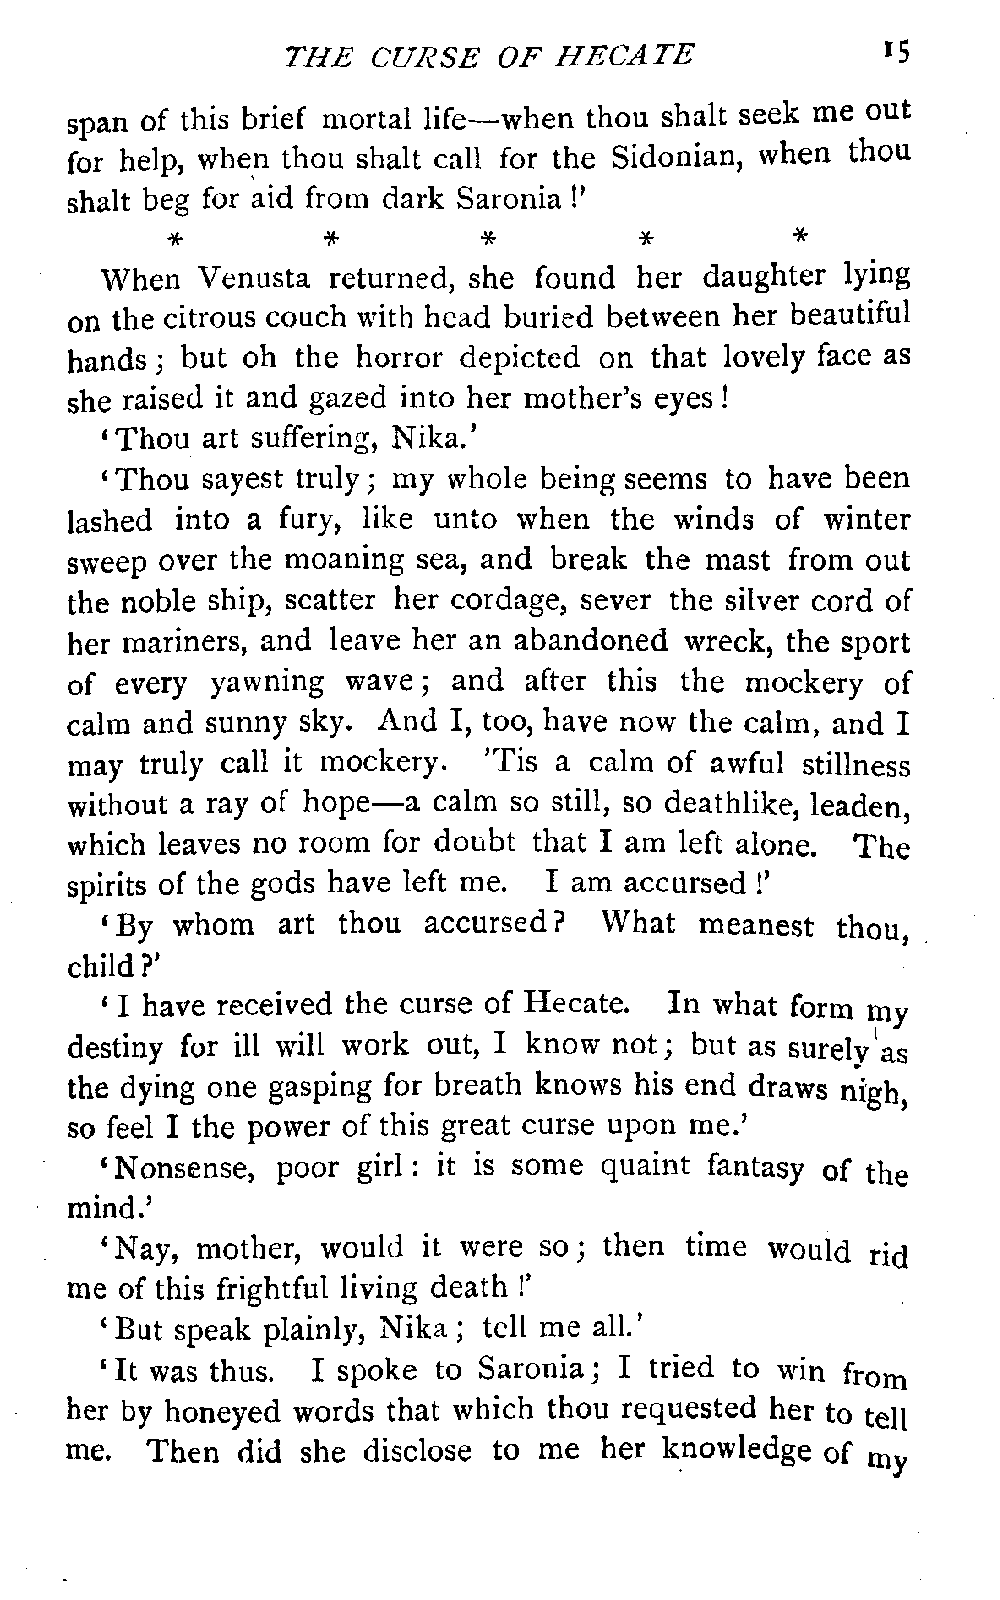 THE CURSE OF HECATE 15
span of this brief mortal life—when thou shalt seek me out
for help, when thou shalt call for the Sidonian, when thou
shalt beg for aid from dark Saronia!’
* * * * *
When Venusta returned, she found her daughter lying
on the citrous couch with head buried between her beautiful
hands; but oh the horror depicted on that lovely face as
she raised it and gazed into her mother’s eyes!
‘Thou art suffering, Nika.’
‘Thou sayest truly; my whole being seems to have been
lashed into a fury, like unto when the winds of winter
sweep over the moaning sea, and break the mast from out
the noble ship, scatter her cordage, sever the silver cord of
her mariners, and leave her an abandoned wreck, the sport
of every yawning wave; and after this the mockery of
calm and sunny sky. And I, too, have now the calm, and I
may truly call it mockery. ’Tis a calm of awful stillness
without a ray of hope—a calm so still, so deathlike, leaden,
which leaves no room for doubt that I am left alone. The
spirits of the gods have left me. I am accursed!’
‘By whom art thou accursed? What meanest thou,
child?’
‘I have received the curse of Hecate. In what form my
destiny for ill will work out, I know not; but as surely as
the dying one gasping for breath knows his end draws nigh,
so feel I the power of this great curse upon me.’
‘Nonsense, poor girl: it is some quaint fantasy of the
mind.’
‘Nay, mother, would it were so; then time would rid
me of this frightful living death!’
‘But speak plainly, Nika; tell me all.’
‘It was thus. I spoke to Saronia; I tried to win from
her by honeyed words that which thou requested her to tell
me. Then did she disclose to me her knowledge of my